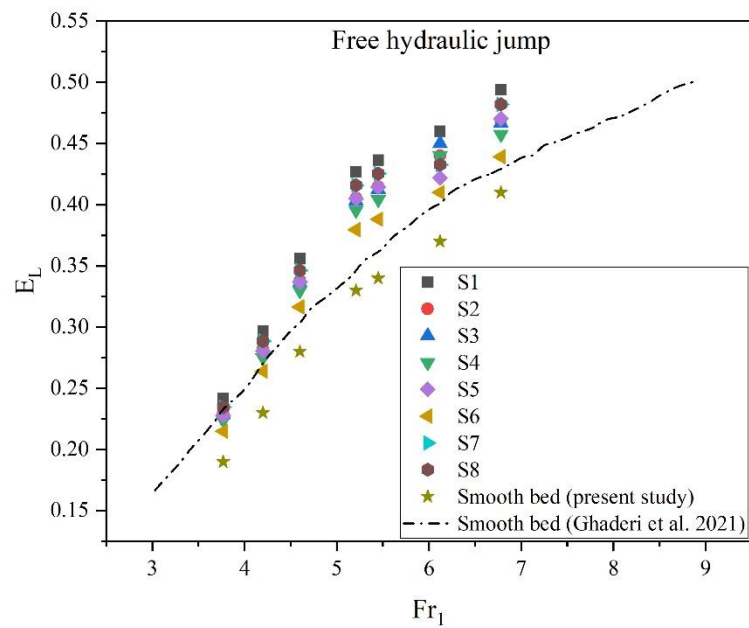 Free hydraulic jump
E_L
0.55
0.50
0.45
0.40
0.35
0.30
0.25
0.20
0.15
S1
S2
S3
S4
S5
S6
S7
S8
Smooth bed (present study)
Smooth bed (Ghaderi et al. 2021)
3 4 5 6 7 8 9
Fr₁